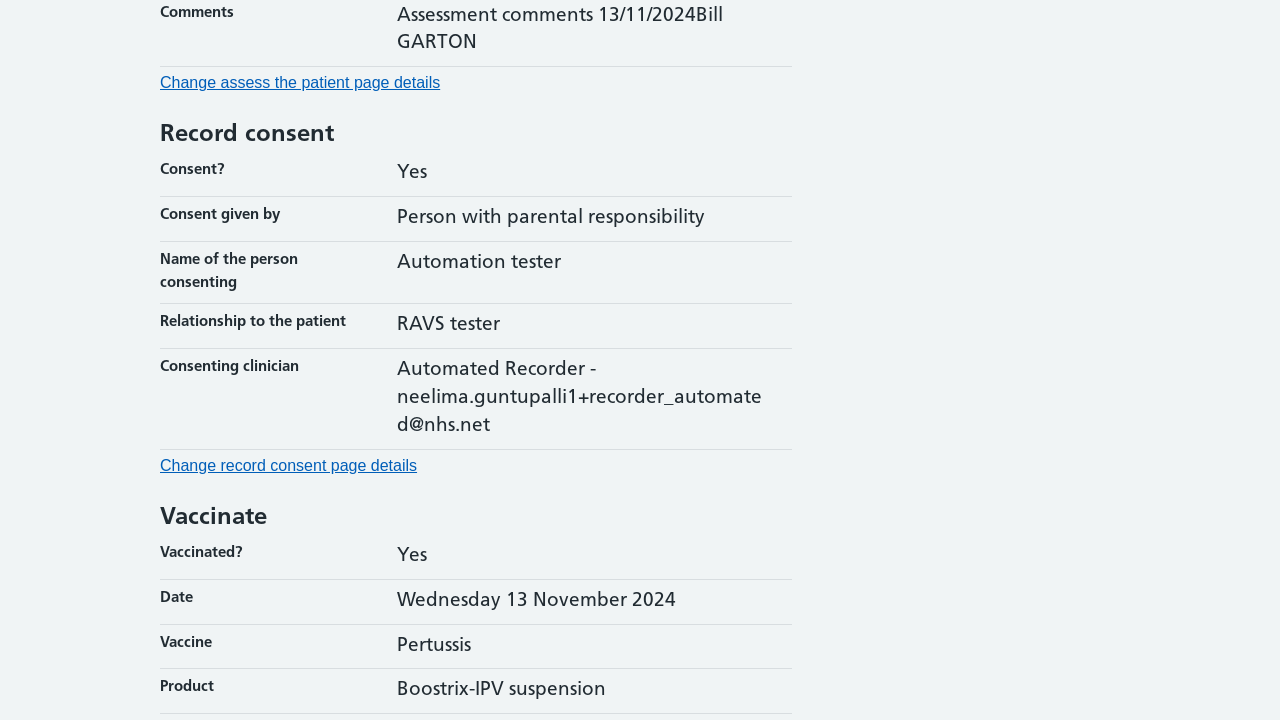 Comments
Assessment comments 13/11/2024Bill
GARTON
Change assess the patient page details
Record consent
Consent?
Yes
Consent given by
Person with parental responsibility
Name of the person
consenting
Automation tester
Relationship to the patient
RAVS tester
Consenting clinician
Automated Recorder -
neelima.guntupalli1+recorder_automate
d@nhs.net
Change record consent page details
Vaccinate
Vaccinated?
Yes
Date
Wednesday 13 November 2024
Vaccine
Pertussis
Product
Boostrix-IPV suspension